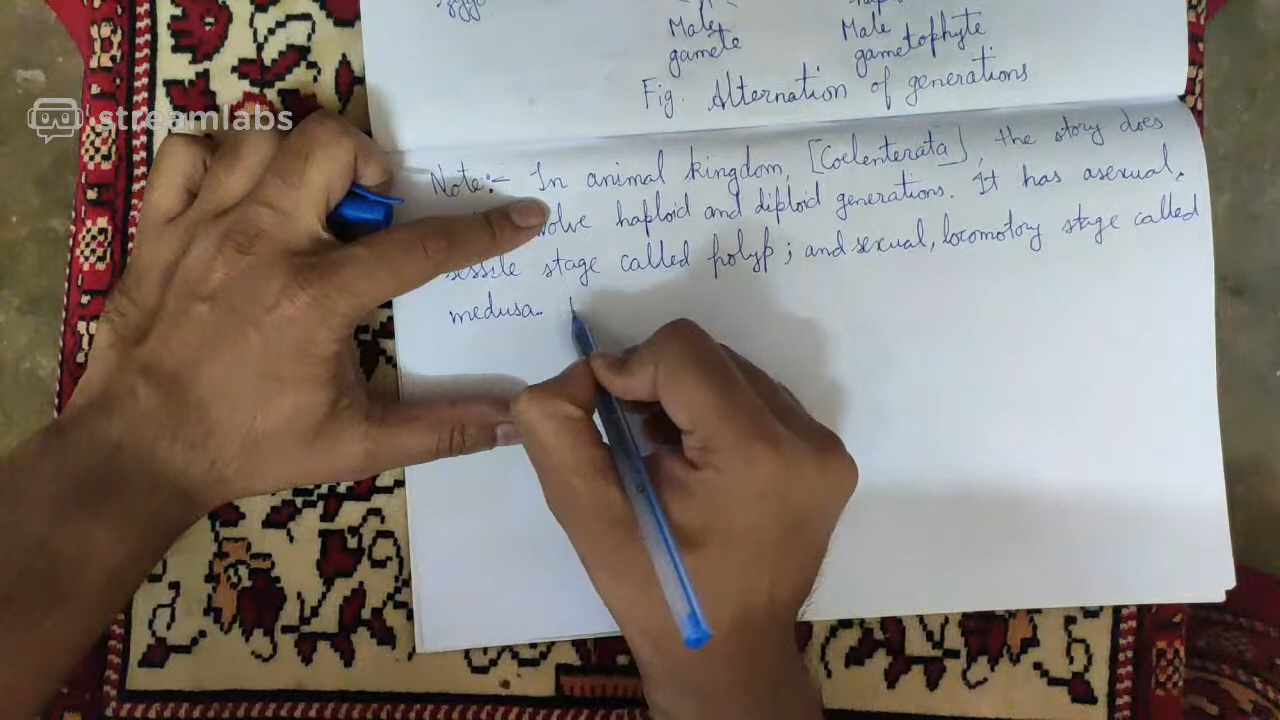 streamlabs
Male
gamete
Male
gametophyte
Fig. Alternation of generations
Note:- In animal kingdom, [Coelenterata], the story does
volve haploid and diploid generations. It has asexual,
sessile stage called polyp; and sexual, locomotory stage called
medusa.